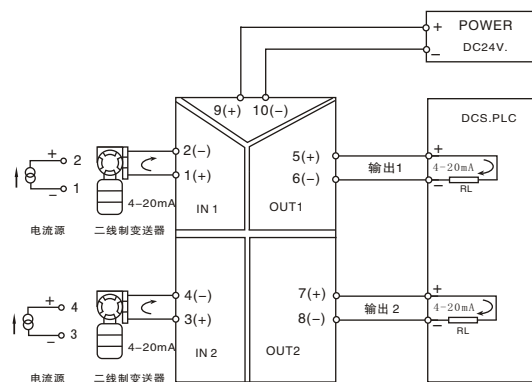 POWER
+
− DC24V.
9(+) 10(−)
DCS.PLC
+ 2
− 1
电流源
二线制变送器
4-20mA
2(−)
1(+)
IN 1
OUT1
5(+)
6(−)
输出1
+
4-20mA
−
RL
+ 4
− 3
电流源
二线制变送器
4-20mA
4(−)
3(+)
IN 2
OUT2
7(+)
8(−)
输出 2
+
4-20mA
−
RL